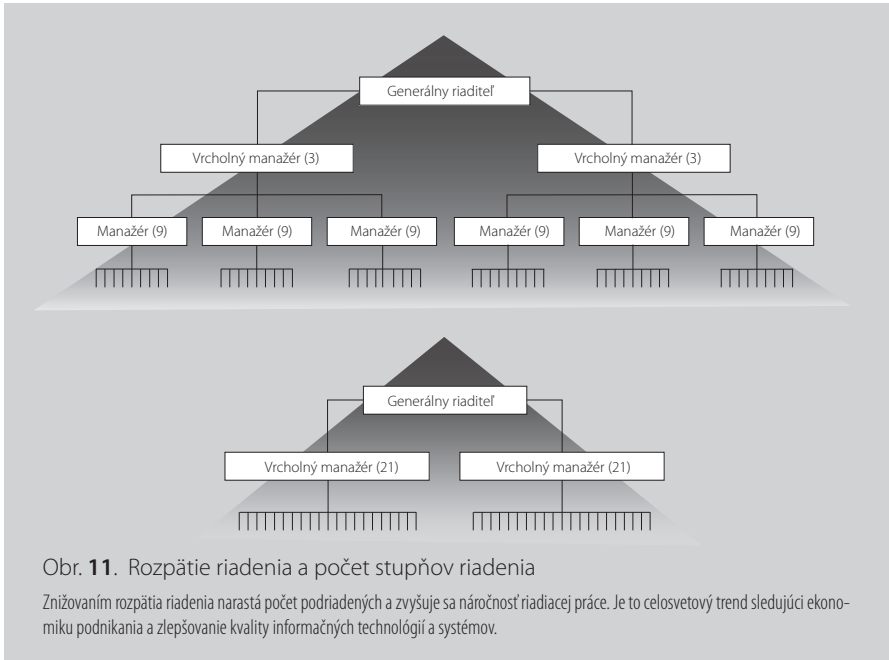 Generálny riaditeľ
Vrcholný manažér (3) Vrcholný manažér (3)
Manažér (9) Manažér (9) Manažér (9) Manažér (9) Manažér (9) Manažér (9)
Generálny riaditeľ
Vrcholný manažér (21) Vrcholný manažér (21)
Obr. 11. Rozpätie riadenia a počet stupňov riadenia
Znižovaním rozpätia riadenia narastá počet podriadených a zvyšuje sa náročnosť riadiacej práce. Je to celosvetový trend sledujúci ekono-
miku podnikania a zlepšovanie kvality informačných technológií a systémov.